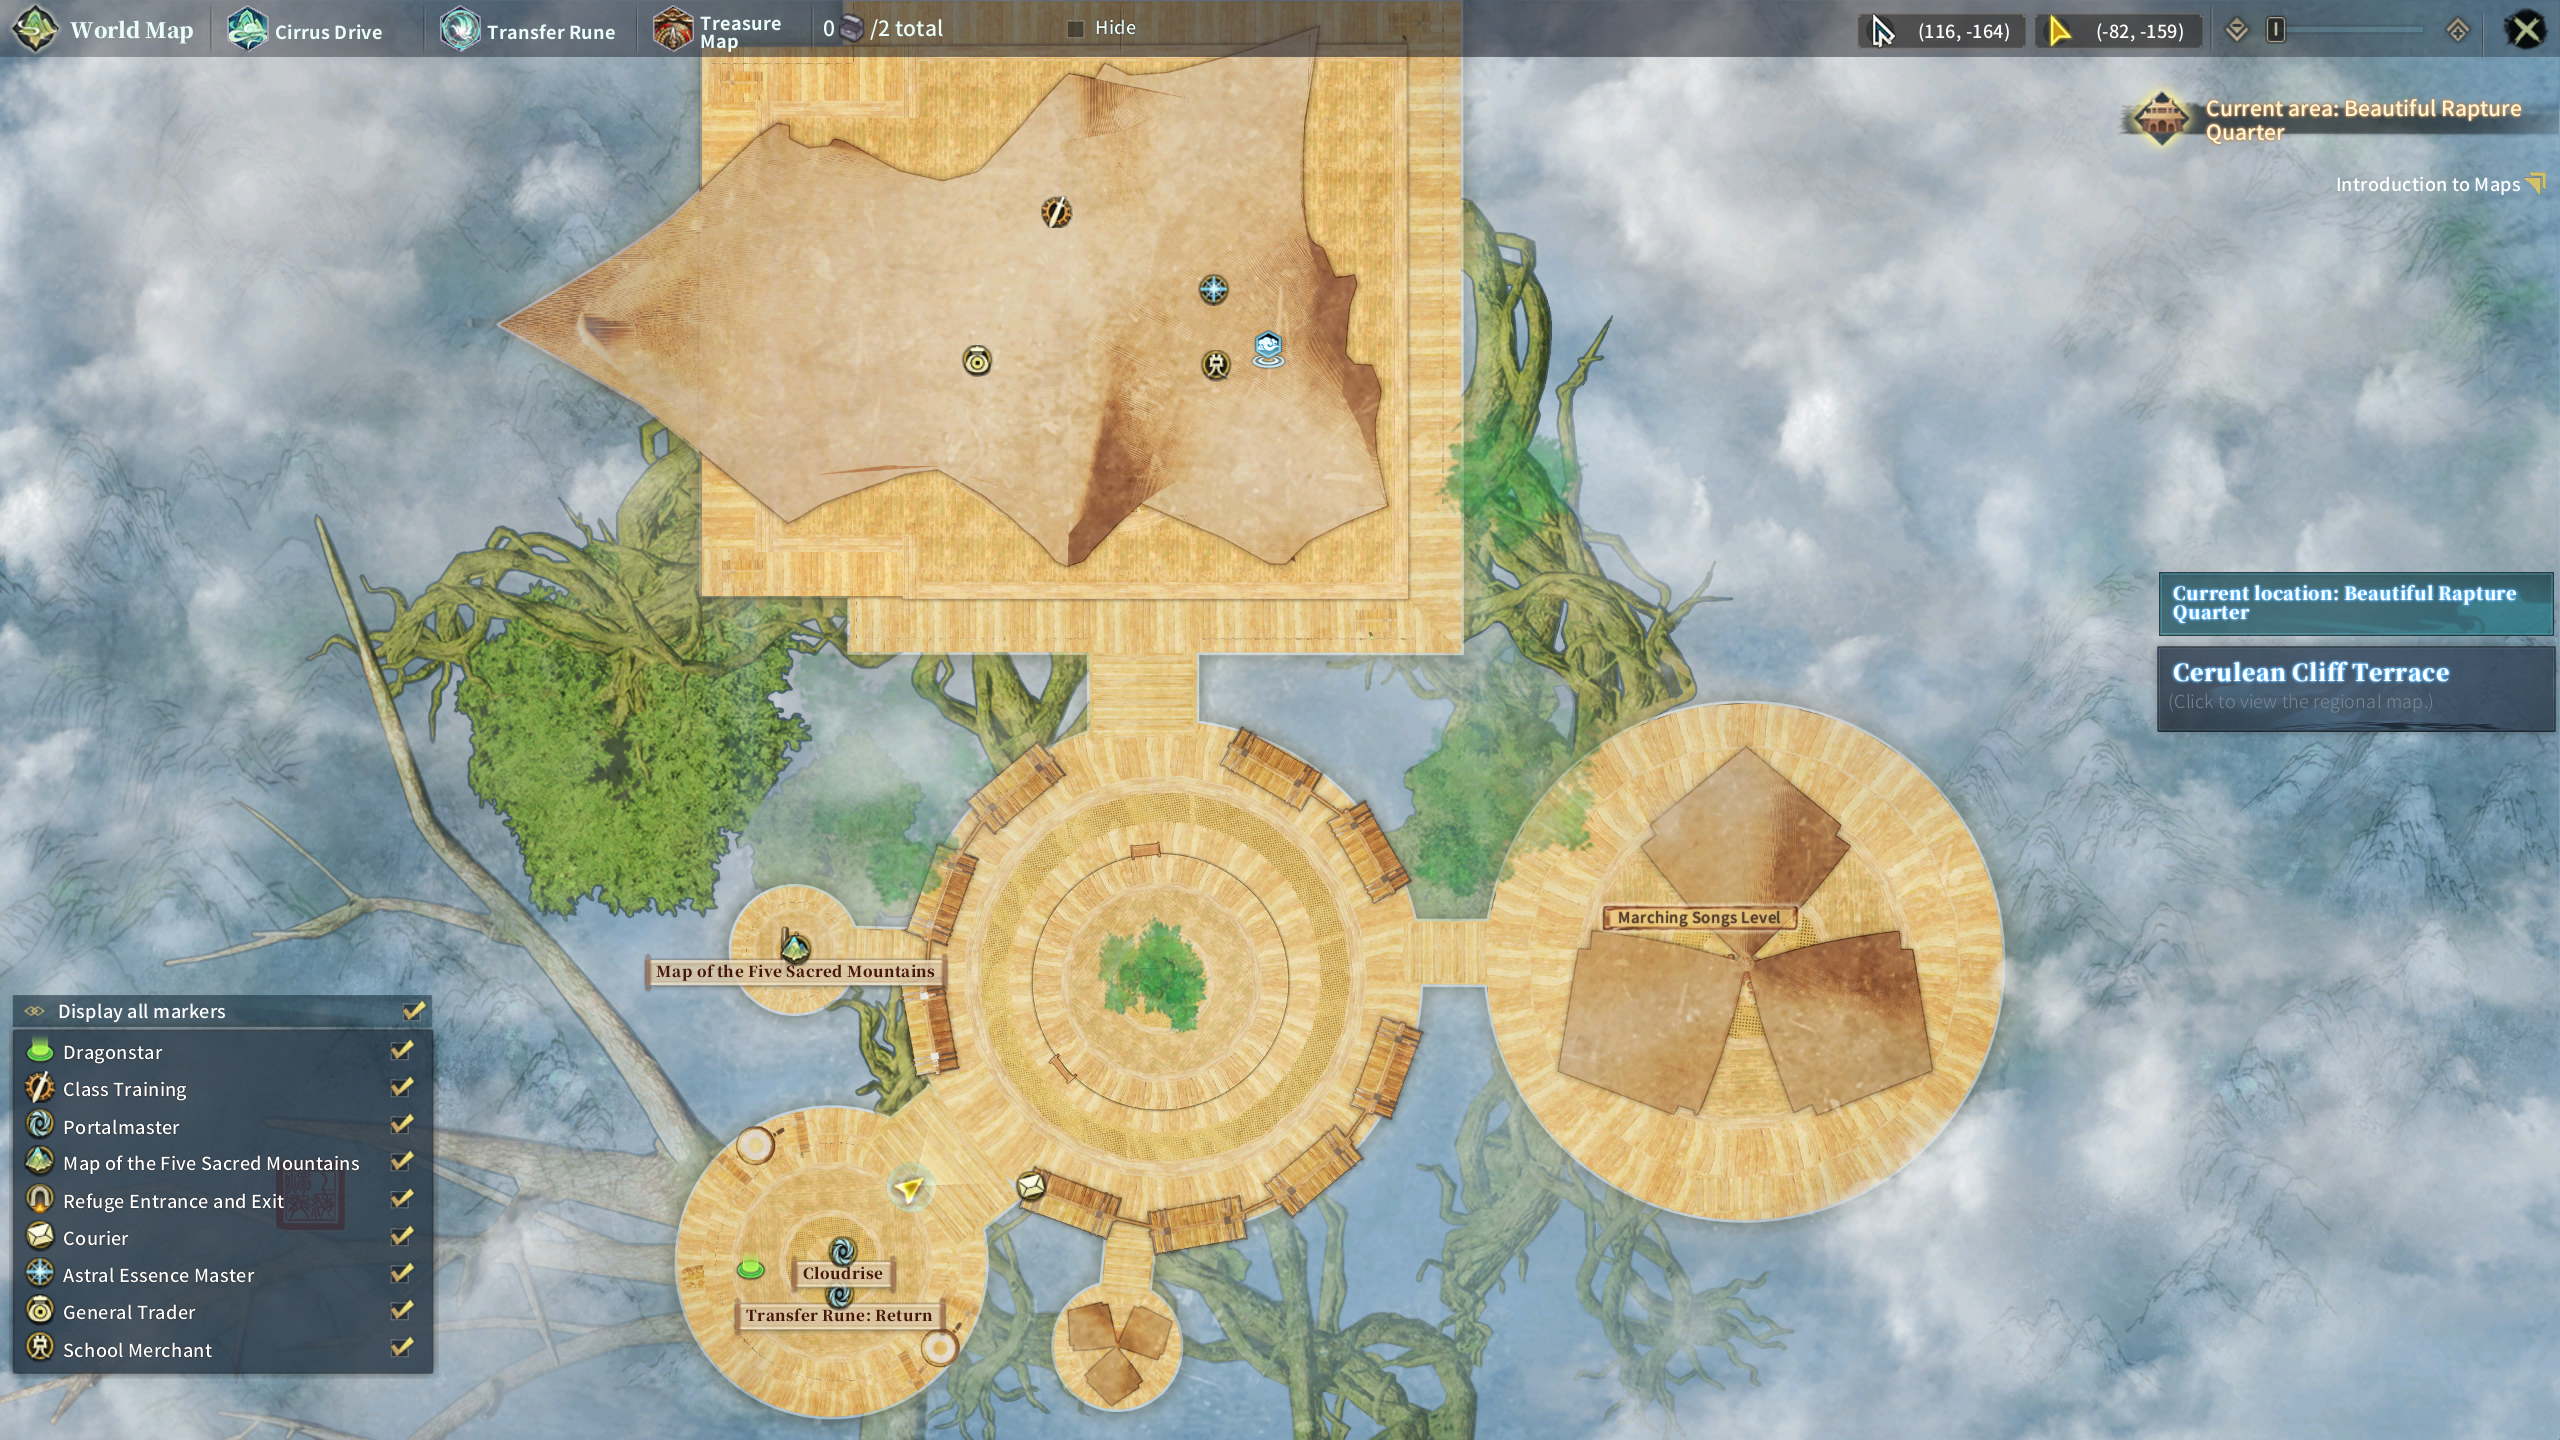 World Map
Cirrus Drive
Transfer Rune
Treasure
Map
0 /2 total
Hide
(116, -164)
(-82, -159)
Current area: Beautiful Rapture
Quarter
Introduction to Maps
Current location: Beautiful Rapture
Quarter
Cerulean Cliff Terrace
(Click to view the regional map.)
Marching Songs Level
Map of the Five Sacred Mountains
Cloudrise
Transfer Rune: Return
Display all markers
Dragonstar
Class Training
Portalmaster
Map of the Five Sacred Mountains
Refuge Entrance and Exit
Courier
Astral Essence Master
General Trader
School Merchant